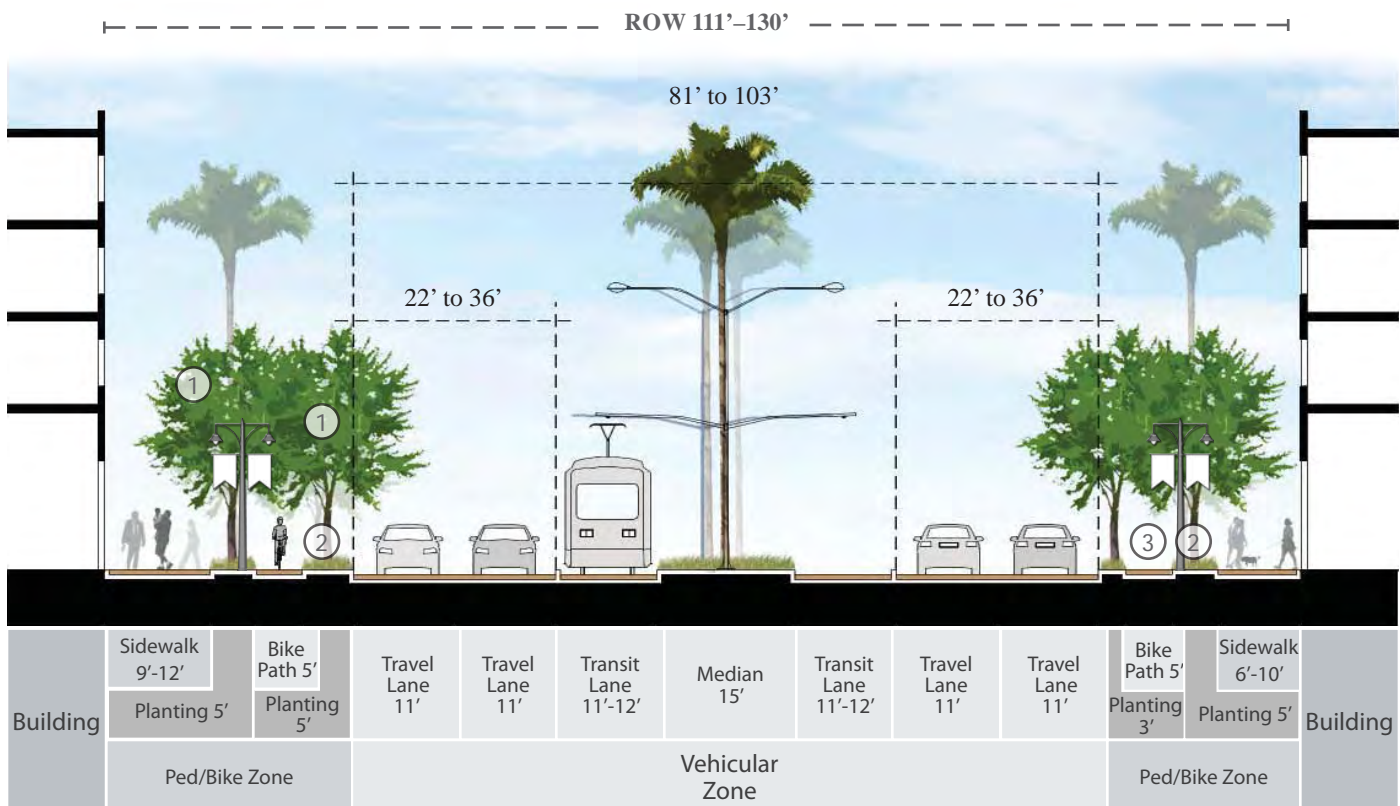 ROW 111’–130’
81’ to 103’
22’ to 36’
22’ to 36’
1
1
2
3
2
Building
Sidewalk
9'-12'
Planting 5’
Bike
Path 5’
Planting
5’
Ped/Bike Zone
Travel
Lane
11’
Travel
Lane
11’
Transit
Lane
11’-12’
Median
15’
Transit
Lane
11’-12’
Travel
Lane
11’
Travel
Lane
11’
Vehicular
Zone
Bike
Path 5’
Planting
3’
Sidewalk
6’-10’
Planting 5’
Ped/Bike Zone
Building